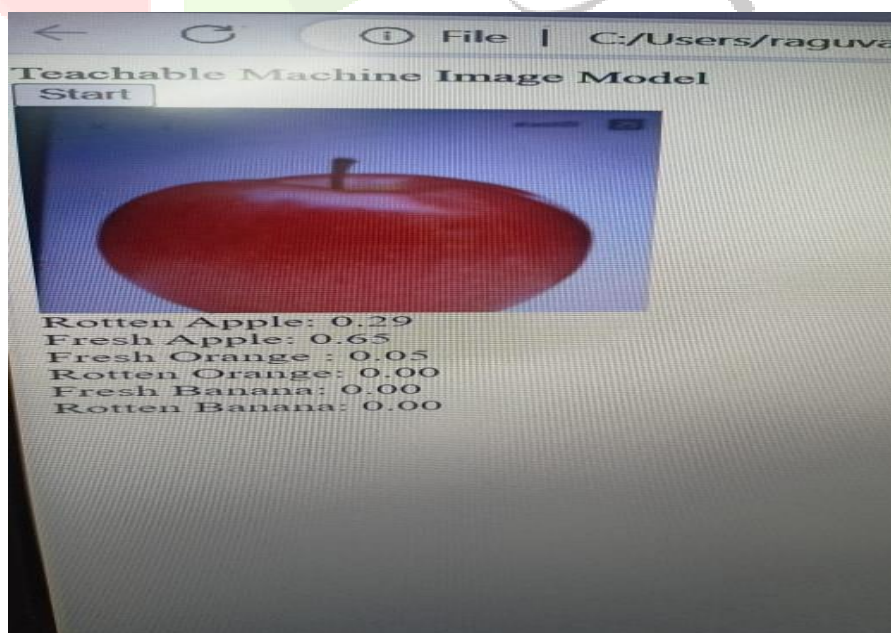 File | C:/Users/raguva
Teachable Machine Image Model
Start
Rotten Apple: 0.29
Fresh Apple: 0.65
Fresh Orange : 0.05
Rotten Orange: 0.00
Fresh Banana: 0.00
Rotten Banana: 0.00